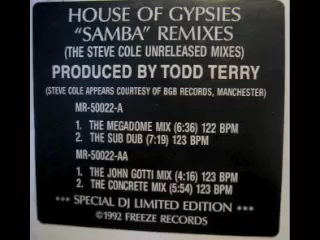 HOUSE OF GYPSIES
"SAMBA" REMIXES
(THE STEVE COLE UNRELEASED MIXES)
PRODUCED BY TODD TERRY
(STEVE COLE APPEARS COURTESY OF BGB RECORDS, MANCHESTER)
MR-50022-A
1. THE MEGADOME MIX (6:36) 122 BPM
2. THE SUB DUB (7:19) 123 BPM
MR-50022-AA
1. THE JOHN GOTTI MIX (4:16) 123 BPM
2. THE CONCRETE MIX (5:54) 123 BPM
*** SPECIAL DJ LIMITED EDITION ***
©1992 FREEZE RECORDS